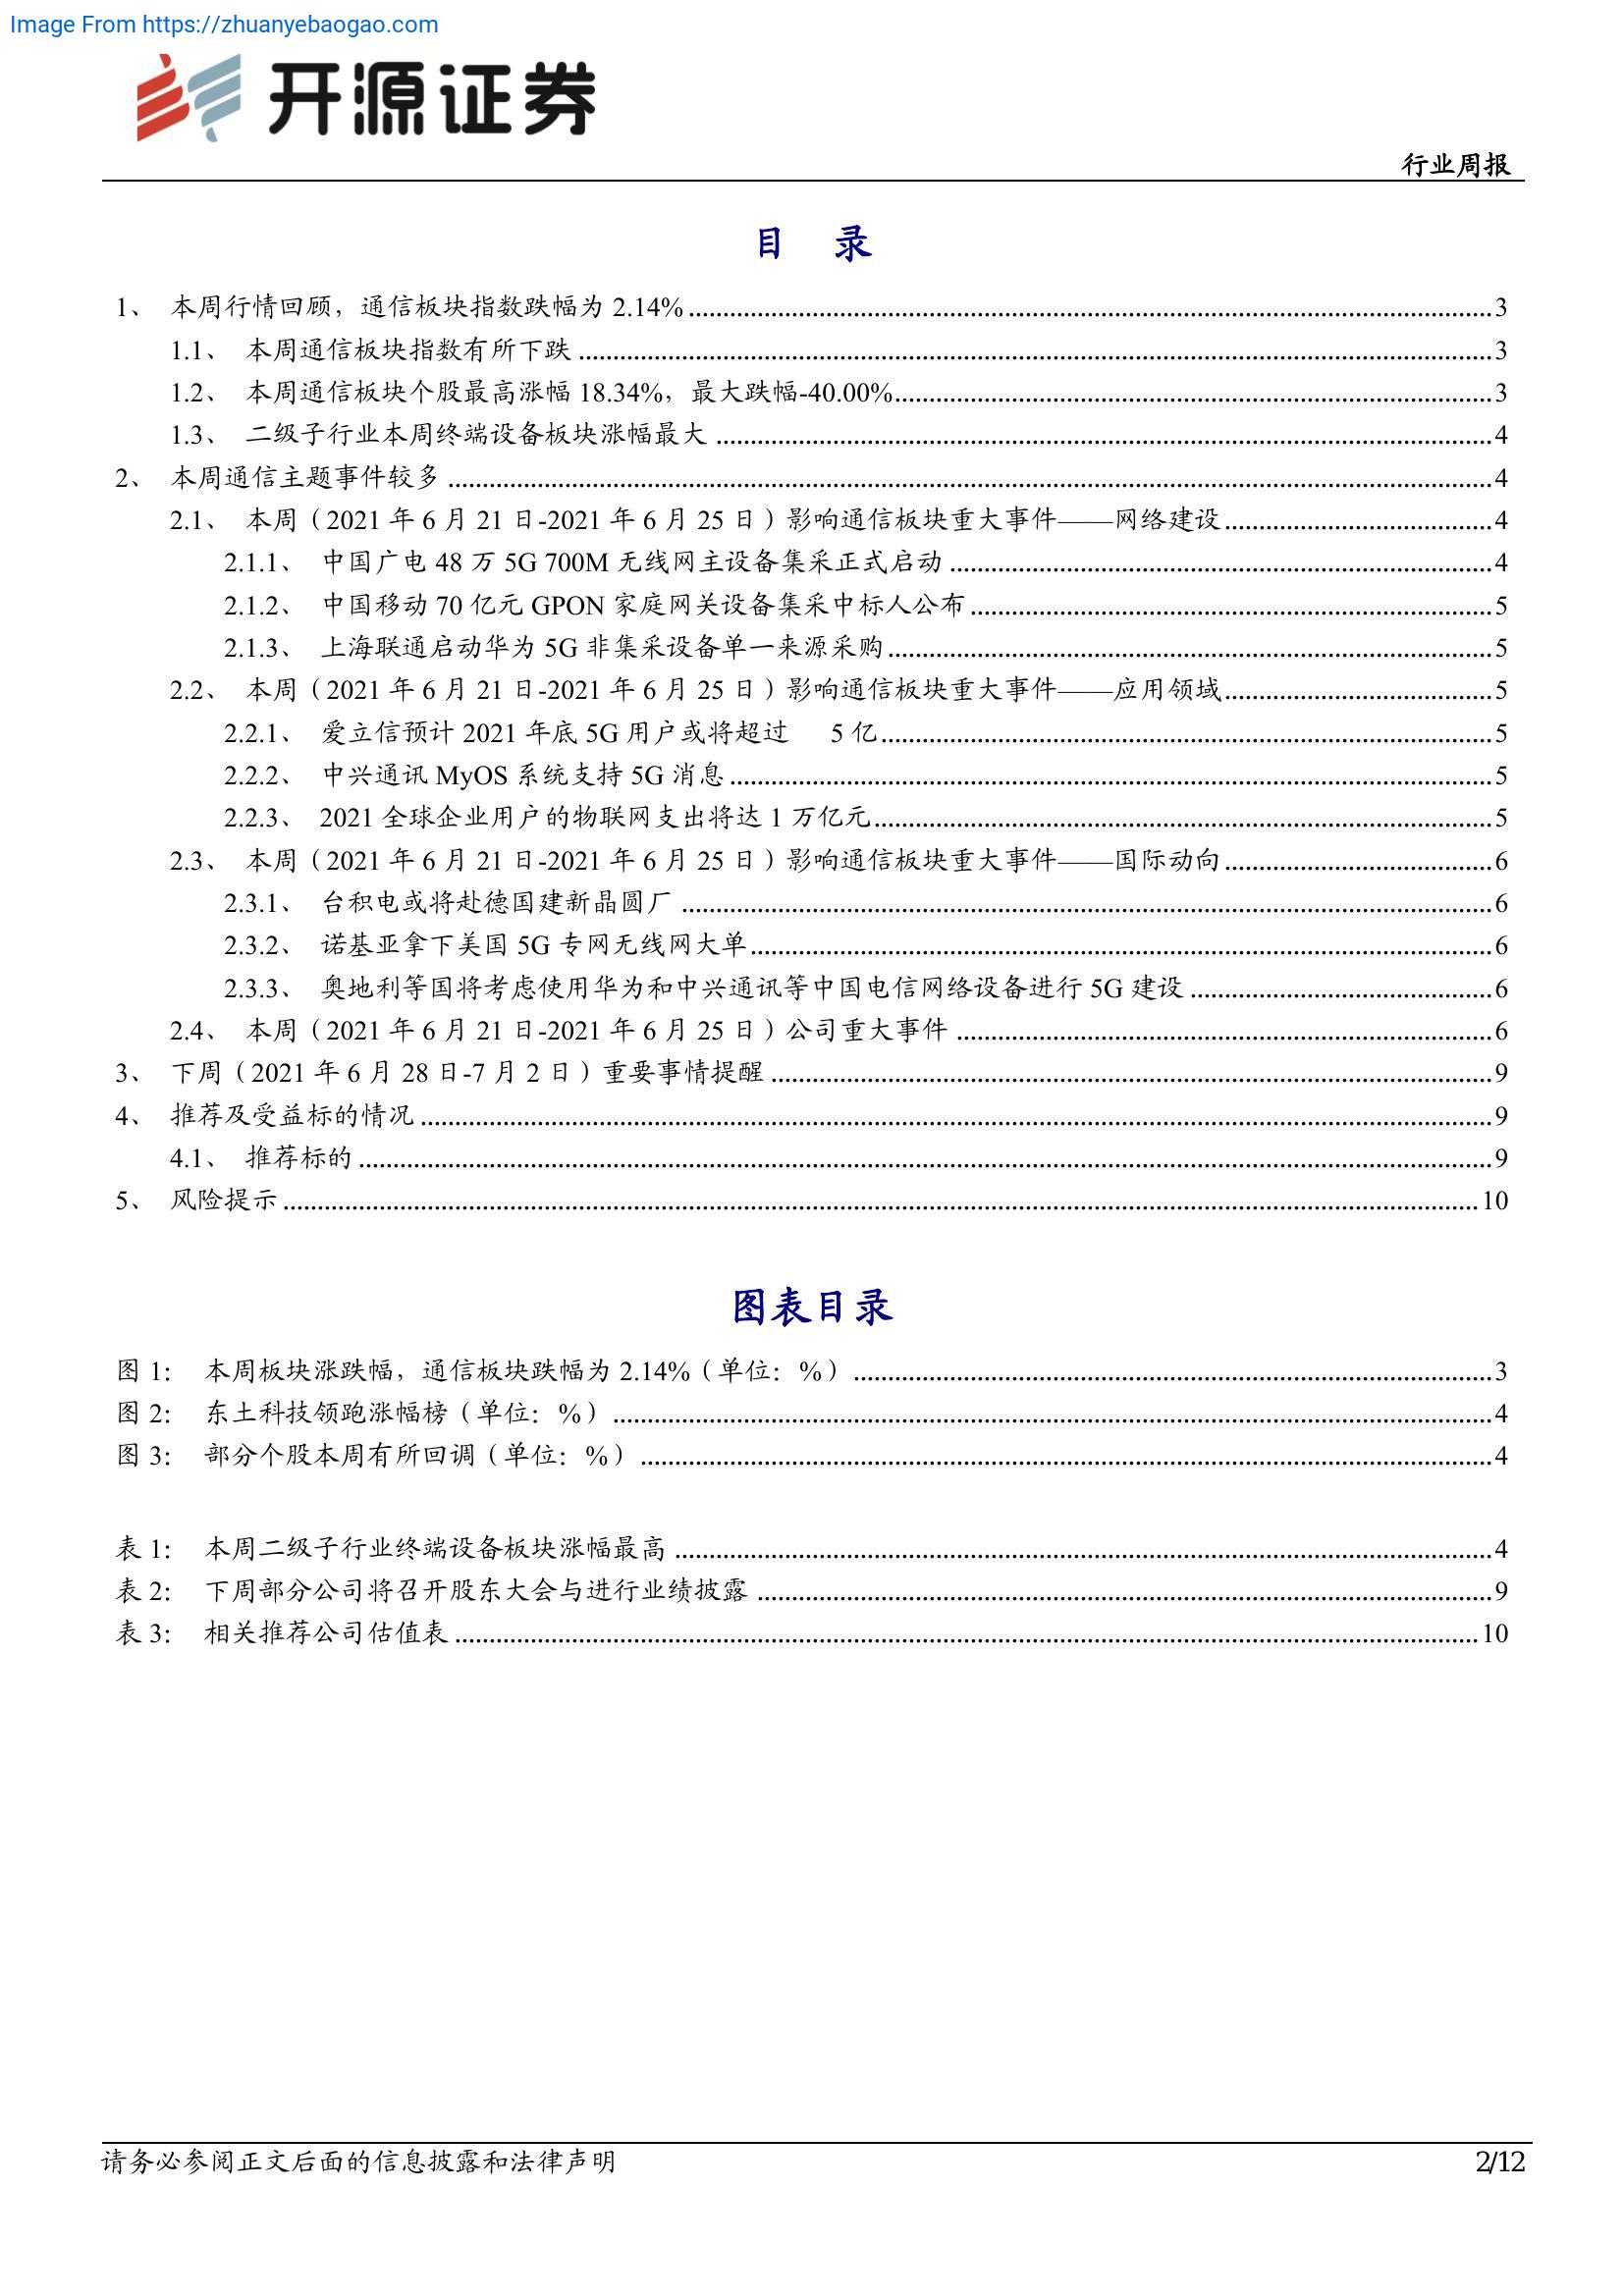 Image From https://zhuanyebaogao.com
开源证券
行业周报
目 录
1、 本周行情回顾，通信板块指数跌幅为 2.14% ........ 3
1.1、 本周通信板块指数有所下跌 ........ 3
1.2、 本周通信板块个股最高涨幅 18.34%，最大跌幅-40.00% ........ 3
1.3、 二级子行业本周终端设备板块涨幅最大 ........ 4
2、 本周通信主题事件较多 ........ 4
2.1、 本周（2021 年 6 月 21 日-2021 年 6 月 25 日）影响通信板块重大事件——网络建设 ........ 4
2.1.1、 中国广电 48 万 5G 700M 无线网主设备集采正式启动 ........ 4
2.1.2、 中国移动 70 亿元 GPON 家庭网关设备集采中标人公布 ........ 5
2.1.3、 上海联通启动华为 5G 非集采设备单一来源采购 ........ 5
2.2、 本周（2021 年 6 月 21 日-2021 年 6 月 25 日）影响通信板块重大事件——应用领域 ........ 5
2.2.1、 爱立信预计 2021 年底 5G 用户或将超过 5 亿 ........ 5
2.2.2、 中兴通讯 MyOS 系统支持 5G 消息 ........ 5
2.2.3、 2021 全球企业用户的物联网支出将达 1 万亿元 ........ 5
2.3、 本周（2021 年 6 月 21 日-2021 年 6 月 25 日）影响通信板块重大事件——国际动向 ........ 6
2.3.1、 台积电或将赴德国建新晶圆厂 ........ 6
2.3.2、 诺基亚拿下美国 5G 专网无线网大单 ........ 6
2.3.3、 奥地利等国将考虑使用华为和中兴通讯等中国电信网络设备进行 5G 建设 ........ 6
2.4、 本周（2021 年 6 月 21 日-2021 年 6 月 25 日）公司重大事件 ........ 6
3、 下周（2021 年 6 月 28 日-7 月 2 日）重要事情提醒 ........ 9
4、 推荐及受益标的情况 ........ 9
4.1、 推荐标的 ........ 9
5、 风险提示 ........ 10
图表目录
图 1： 本周板块涨跌幅，通信板块跌幅为 2.14%（单位：%） ........ 3
图 2： 东土科技领跑涨幅榜（单位：%） ........ 4
图 3： 部分个股本周有所回调（单位：%） ........ 4
表 1： 本周二级子行业终端设备板块涨幅最高 ........ 4
表 2： 下周部分公司将召开股东大会与进行业绩披露 ........ 9
表 3： 相关推荐公司估值表 ........ 10
请务必参阅正文后面的信息披露和法律声明
2/12